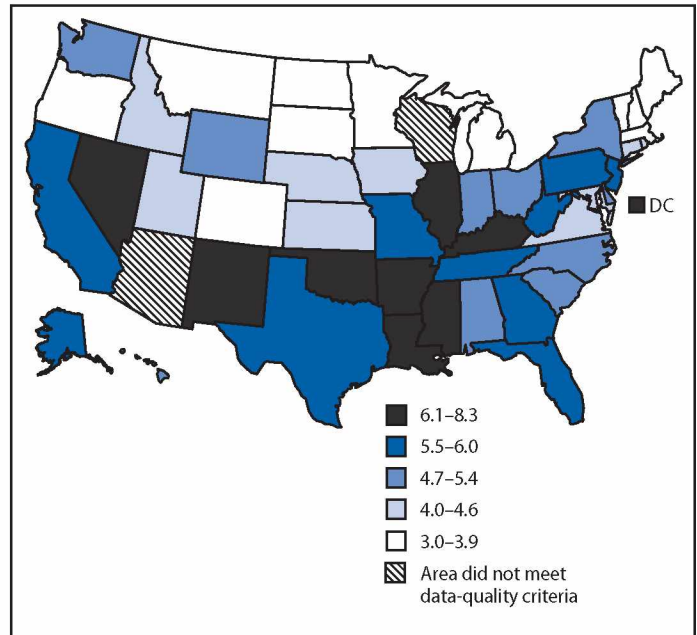 DC
6.1–8.3
5.5–6.0
4.7–5.4
4.0–4.6
3.0–3.9
Area did not meet
data-quality criteria